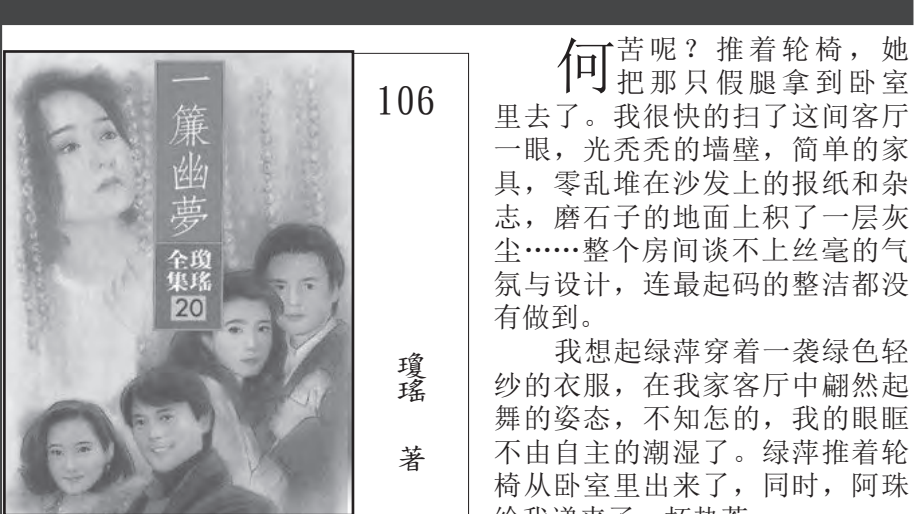 一簾幽夢
瓊瑤
全集
20
106
瓊瑤 著
何苦呢？推着轮椅，她
把那只假腿拿到卧室
里去了。我很快的扫了这间客厅
一眼，光秃秃的墙壁，简单的家
具，零乱堆在沙发上的报纸和杂
志，磨石子的地面上积了一层灰
尘……整个房间谈不上丝毫的气
氛与设计，连最起码的整洁都没
有做到。
我想起绿萍穿着一袭绿色轻
纱的衣服，在我家客厅中翩然起
舞的姿态，不知怎的，我的眼眶
不由自主的潮湿了。绿萍推着轮
椅从卧室里出来了，同时，阿珠